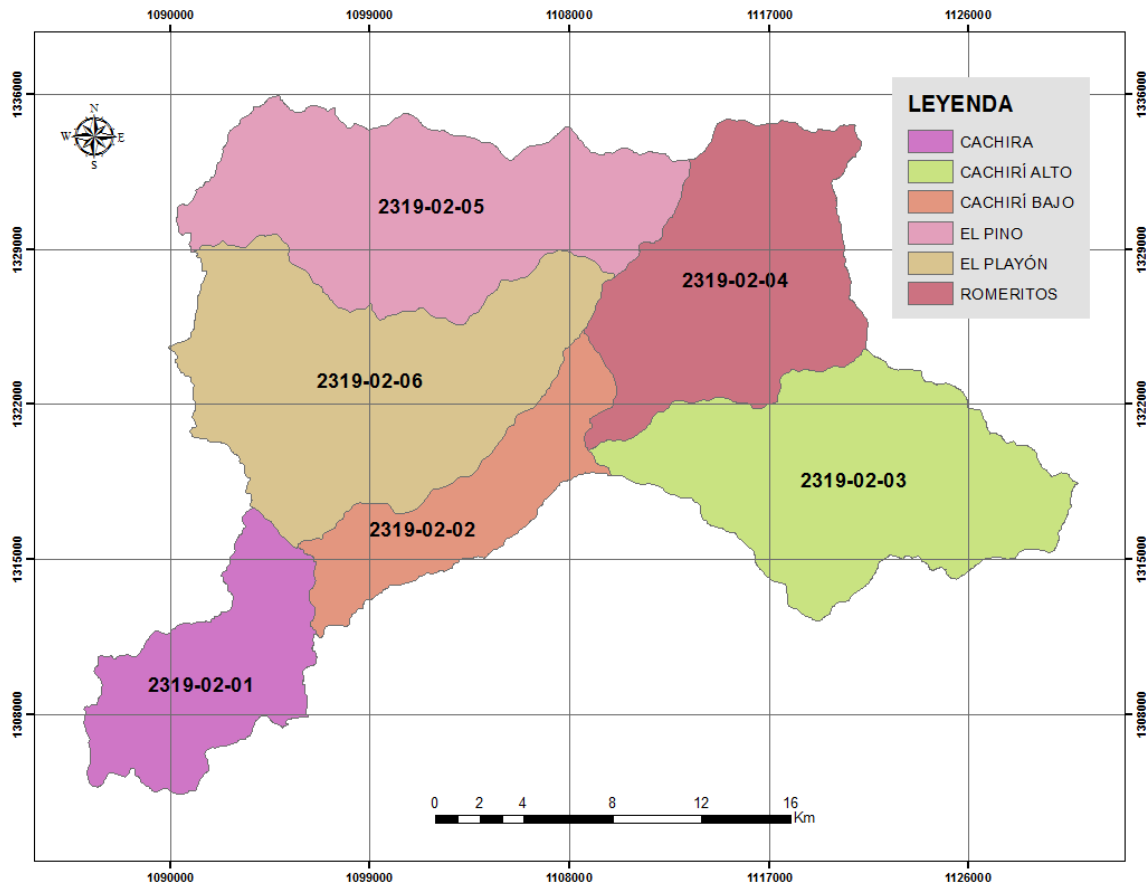 1090000 1099000 1108000 1117000 1126000
1336000 1336000
N
W E
S
LEYENDA
CACHIRA
CACHIRÍ ALTO
CACHIRÍ BAJO
EL PINO
EL PLAYÓN
ROMERITOS
2319-02-05
1329000 1329000
2319-02-04
2319-02-06
1322000 1322000
2319-02-03
2319-02-02
1315000 1315000
2319-02-01
1308000 1308000
0 2 4 8 12 16
Km
1090000 1099000 1108000 1117000 1126000